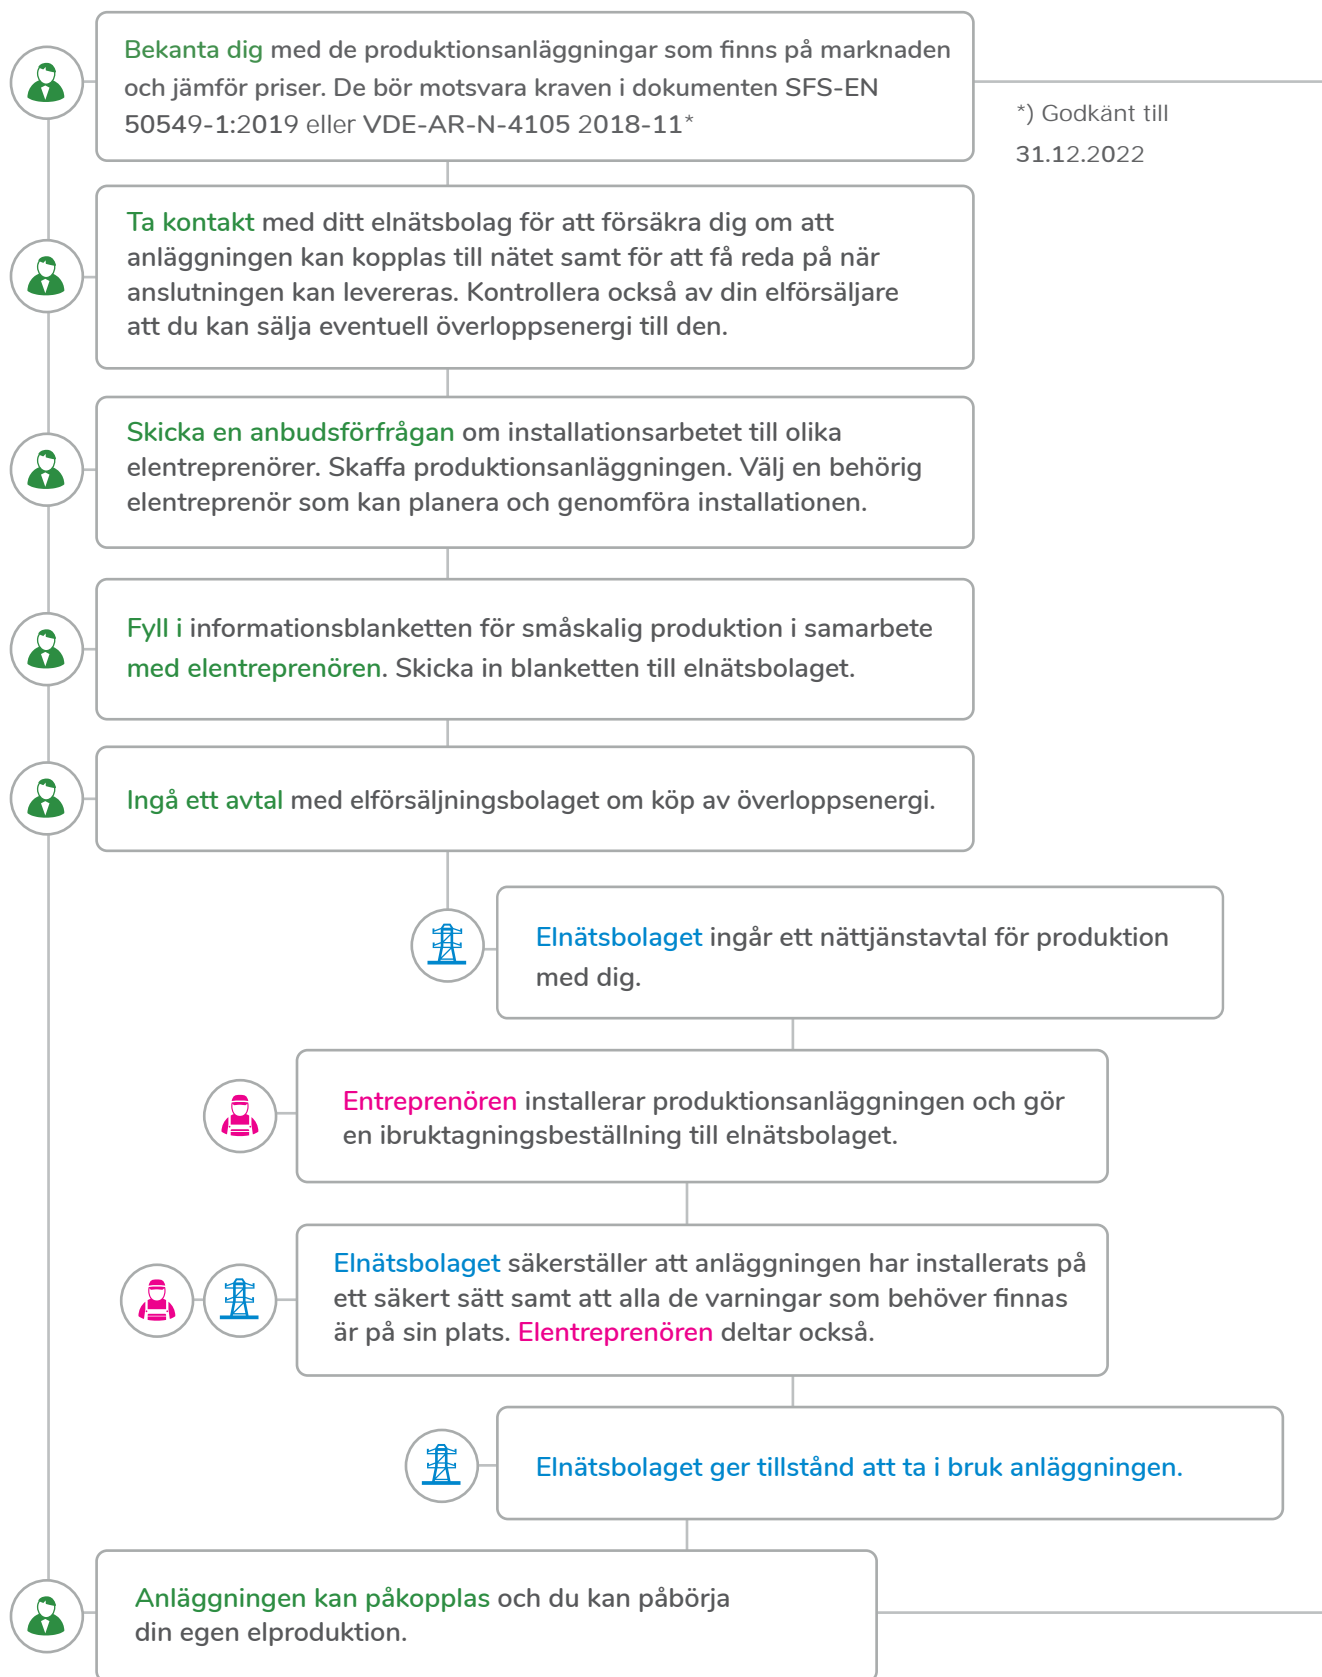 Bekanta dig med de produktionsanläggningar som finns på marknaden
och jämför priser. De bör motsvara kraven i dokumenten SFS-EN
50549-1:2019 eller VDE-AR-N-4105 2018-11*
*) Godkänt till
31.12.2022
Ta kontakt med ditt elnätsbolag för att försäkra dig om att
anläggningen kan kopplas till nätet samt för att få reda på när
anslutningen kan levereras. Kontrollera också av din elförsäljare
att du kan sälja eventuell överloppsenergi till den.
Skicka en anbudsförfrågan om installationsarbetet till olika
elentreprenörer. Skaffa produktionsanläggningen. Välj en behörig
elentreprenör som kan planera och genomföra installationen.
Fyll i informationsblanketten för småskalig produktion i samarbete
med elentreprenören. Skicka in blanketten till elnätsbolaget.
Ingå ett avtal med elförsäljningsbolaget om köp av överloppsenergi.
Elnätsbolaget ingår ett nättjänstavtal för produktion
med dig.
Entreprenören installerar produktionsanläggningen och gör
en ibruktagningsbeställning till elnätsbolaget.
Elnätsbolaget säkerställer att anläggningen har installerats på
ett säkert sätt samt att alla de varningar som behöver finnas
är på sin plats. Elentreprenören deltar också.
Elnätsbolaget ger tillstånd att ta i bruk anläggningen.
Anläggningen kan påkopplas och du kan påbörja
din egen elproduktion.